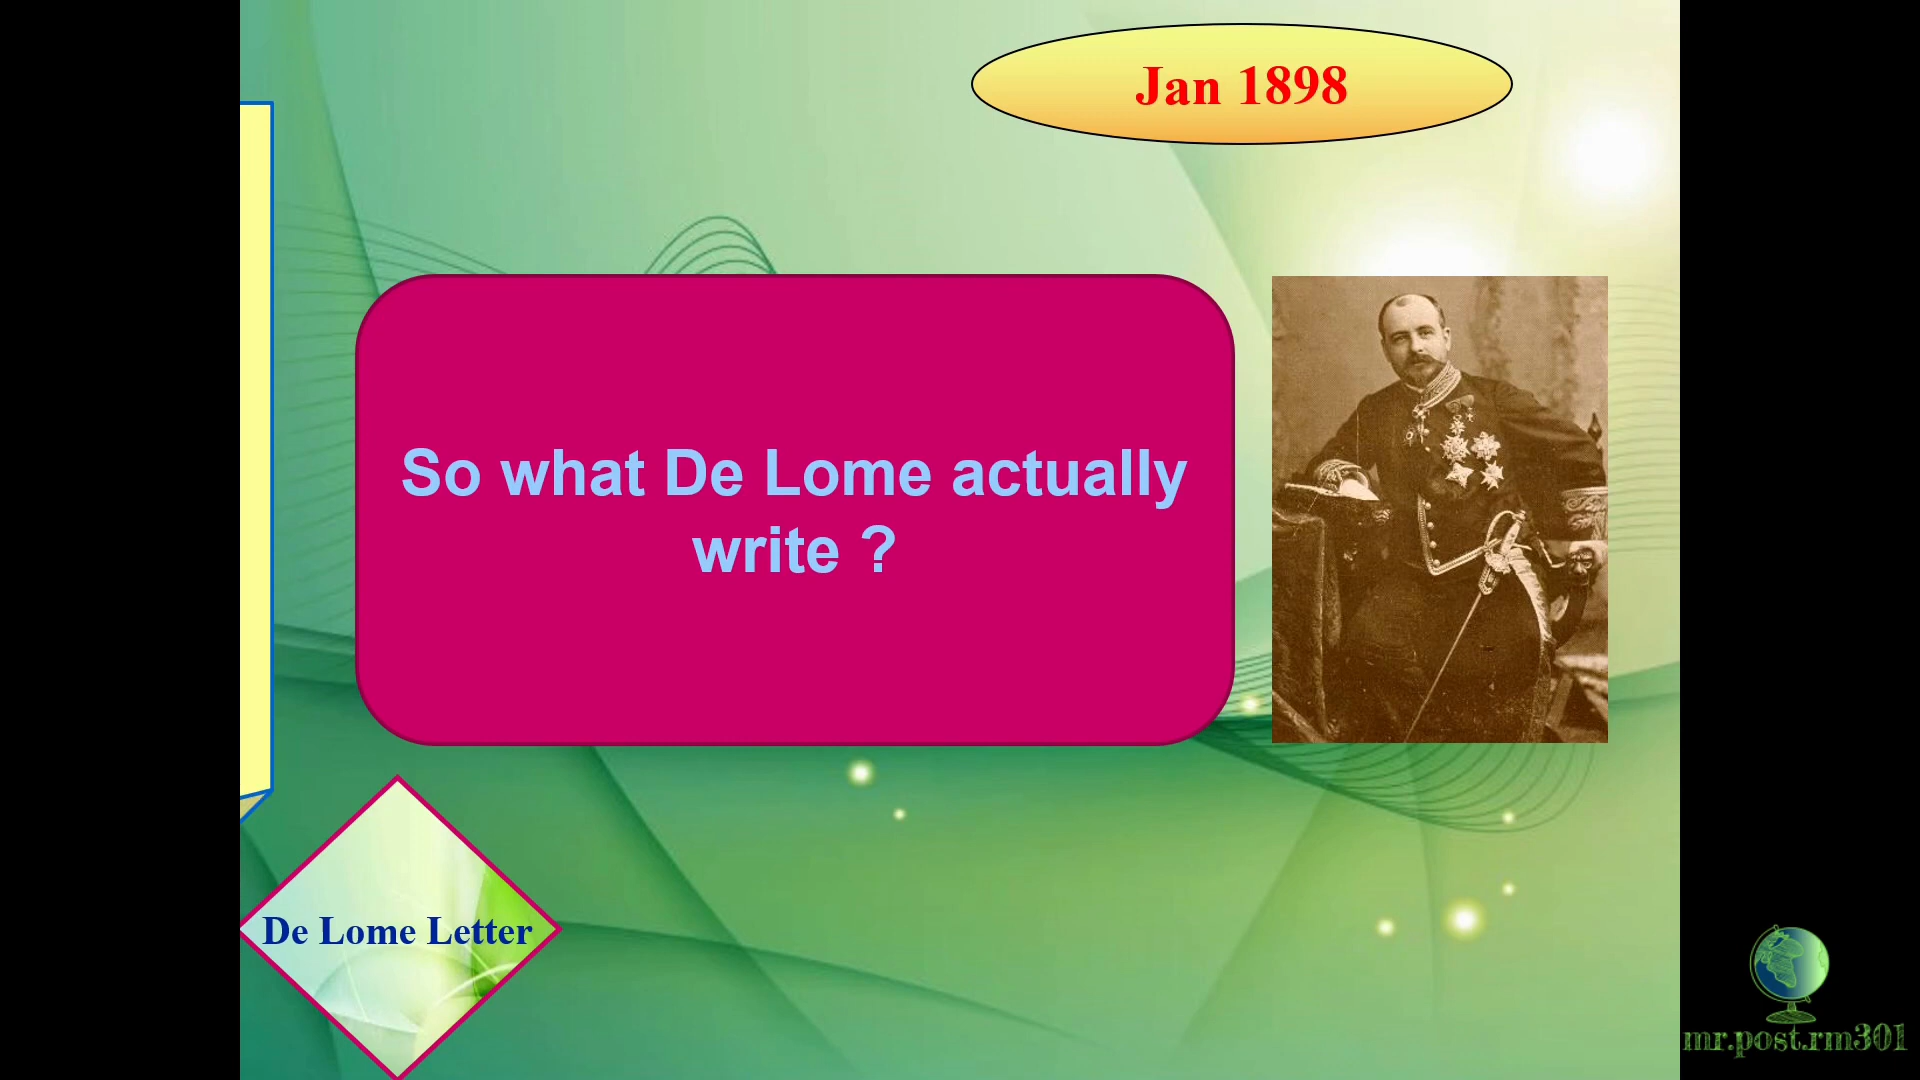 Jan 1898
So what De Lome actually
write ?
De Lome Letter
mr.post.rm301